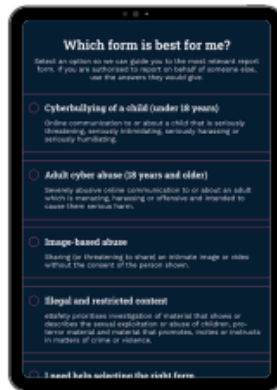 Which form is best for me?
Select an option so we can guide you to the most relevant report
form. If you are authorised to report on behalf of someone else,
use the answers they would give.
Cyberbullying of a child (under 18 years)
Online communication to or about a child that is seriously
threatening, seriously intimidating, seriously harassing or
seriously humiliating.
Adult cyber abuse (18 years and older)
Severely abusive online communication to or about an adult
which is menacing, harassing or offensive and intended to
cause them serious harm.
Image-based abuse
Sharing (or threatening to share) an intimate image or video
without the consent of the person shown.
Illegal and restricted content
eSafety prioritises investigation of material that shows or
describes the sexual exploitation or abuse of children, pro-
terror material and material that promotes, incites or instructs
in matters of crime or violence.
I need help selecting the right form